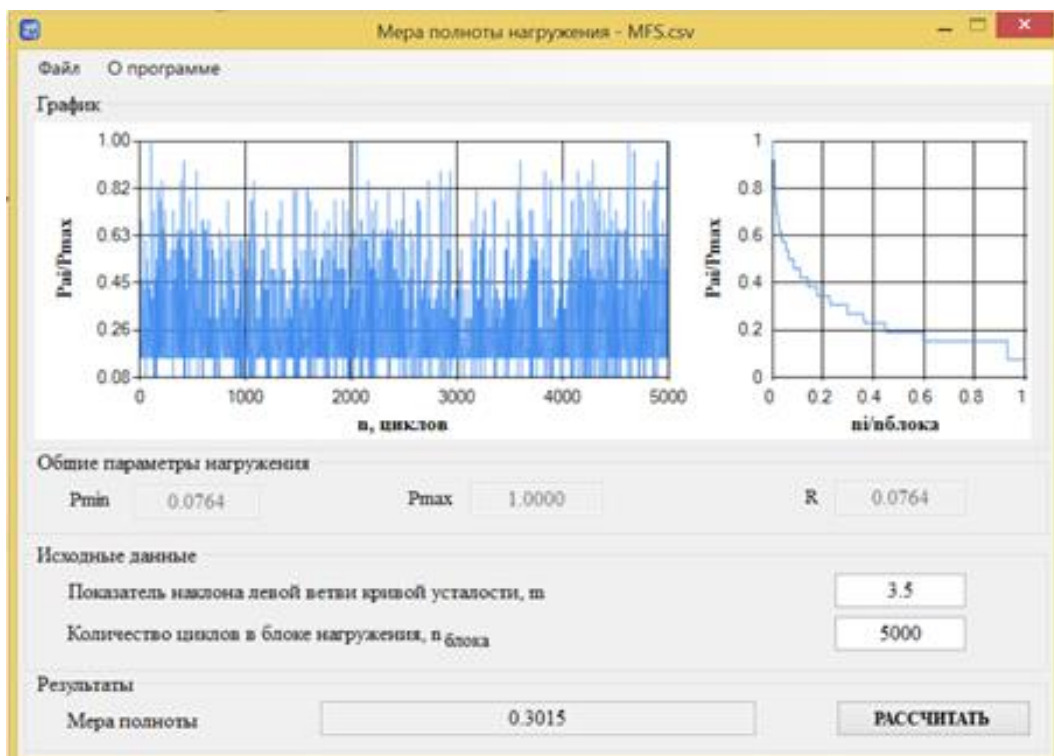 Мера полноты нагружения - MFS.csv
Файл О программе
График
Pai/Pmax
1.00
0.82
0.63
0.45
0.26
0.08
0 1000 2000 3000 4000 5000
n, циклов
Pai/Pmax
1
0.8
0.6
0.4
0.2
0
0 0.2 0.4 0.6 0.8 1
ni/nблока
Общие параметры нагружения
Pmin 0.0764 Pmax 1.0000 R 0.0764
Исходные данные
Показатель наклона левой ветви кривой усталости, m 3.5
Количество циклов в блоке нагружения, n блока 5000
Результаты
Мера полноты 0.3015 РАССЧИТАТЬ